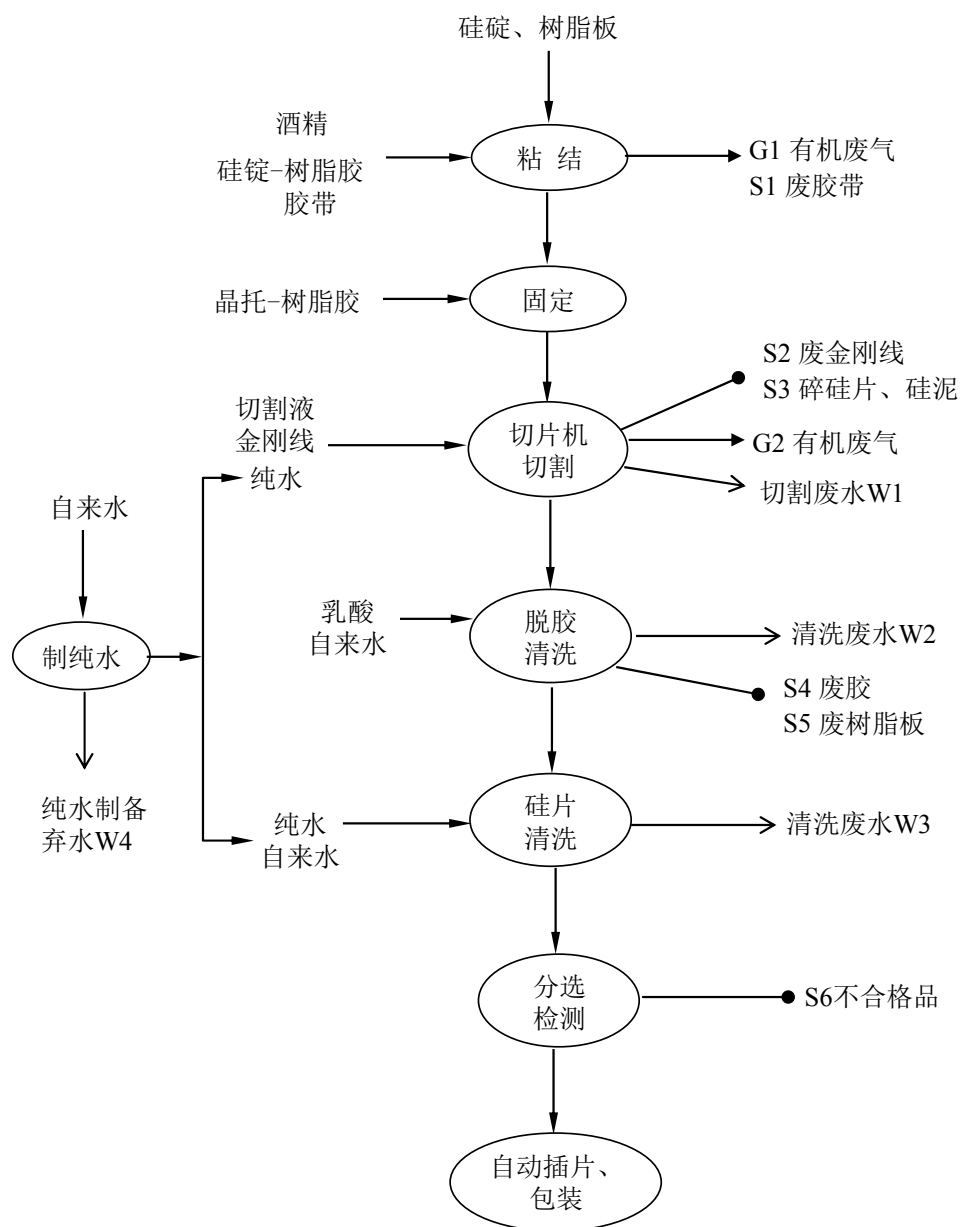 硅碇、树脂板
酒精
硅锭-树脂胶
胶带
粘 结
G1 有机废气
S1 废胶带
晶托-树脂胶
固定
S2 废金刚线
S3 碎硅片、硅泥
切割液
金刚线
纯水
切片机
切割
G2 有机废气
切割废水W1
自来水
制纯水
纯水制备
弃水W4
乳酸
自来水
脱胶
清洗
清洗废水W2
S4 废胶
S5 废树脂板
纯水
自来水
硅片
清洗
清洗废水W3
分选
检测
S6不合格品
自动插片、
包装